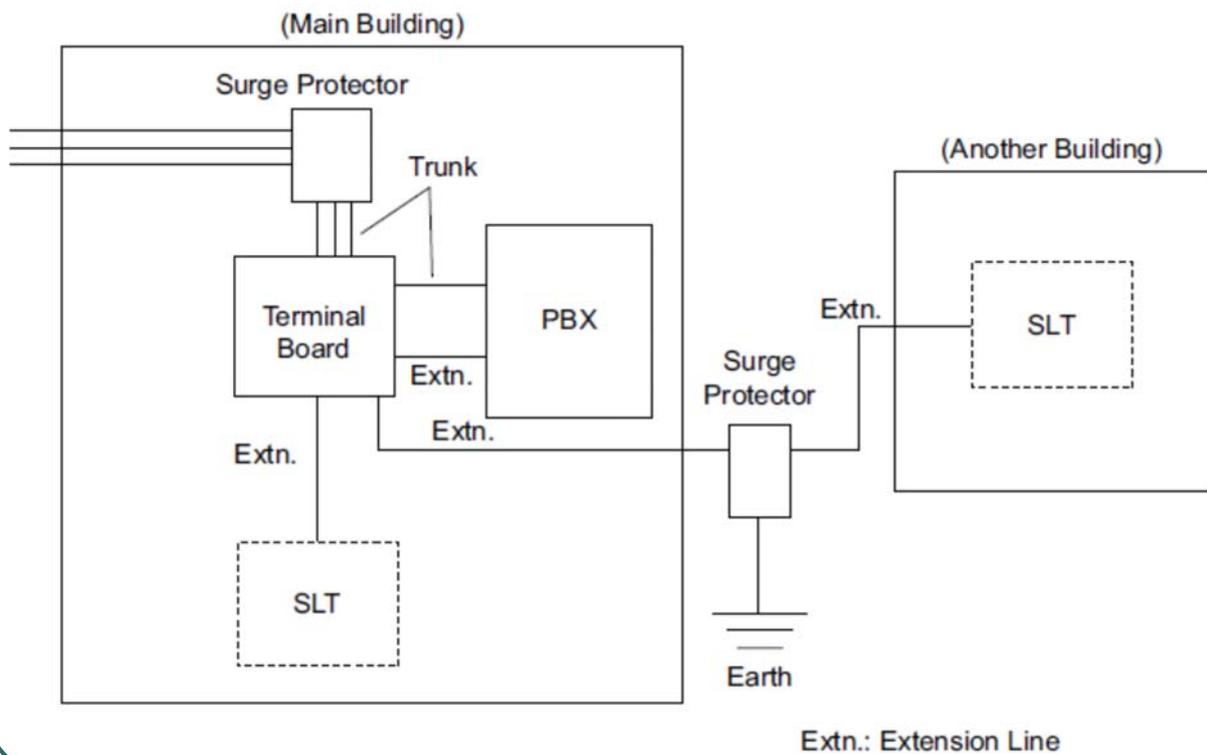 (Main Building)
Surge Protector
Trunk
(Another Building)
Terminal
Board
PBX
Extn.
SLT
Surge
Protector
Extn.
Extn.
Extn.
SLT
Earth
Extn.: Extension Line